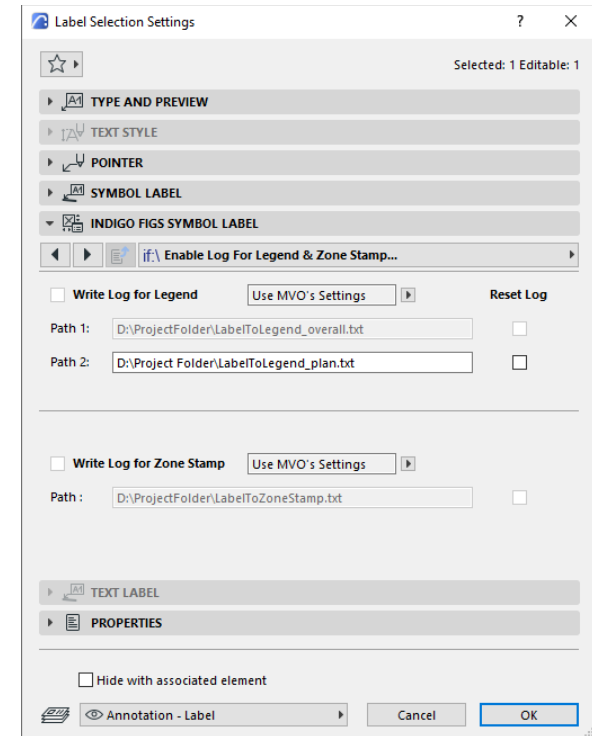 Label Selection Settings ? ×
Selected: 1 Editable: 1
TYPE AND PREVIEW
TEXT STYLE
POINTER
SYMBOL LABEL
INDIGO FIGS SYMBOL LABEL
if:\ Enable Log For Legend & Zone Stamp...
Write Log for Legend Use MVO's Settings Reset Log
Path 1: D:\ProjectFolder\LabelToLegend_overall.txt
Path 2: D:\Project Folder\LabelToLegend_plan.txt
Write Log for Zone Stamp Use MVO's Settings
Path : D:\ProjectFolder\LabelToZoneStamp.txt
TEXT LABEL
PROPERTIES
Hide with associated element
Annotation - Label Cancel OK